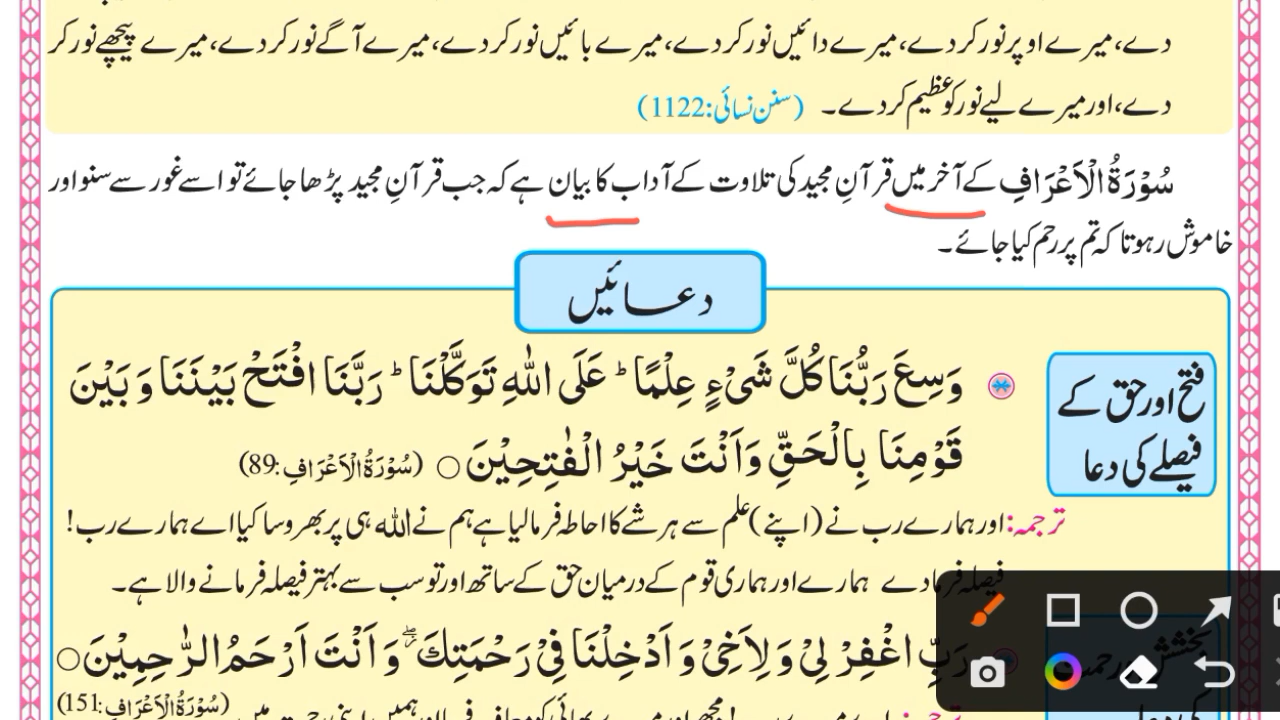 دے، میرے اوپر نور کر دے، میرے دائیں نور کر دے، میرے بائیں نور کر دے، میرے آگے نور کر دے، میرے پیچھے نور کر
دے، اور میرے لیے نور کو عظیم کر دے۔ (سنن نسائی: 1122)
سُوْرَةُ الْاَعْرَافِ کے آخر میں قرآنِ مجید کی تلاوت کے آداب کا بیان ہے کہ جب قرآنِ مجید پڑھا جائے تو اسے غور سے سنو اور
خاموش رہو تا کہ تم پر رحم کیا جائے۔
دعائیں
فتح اور حق کے
فیصلے کی دعا
وَسِعَ رَبُّنَا كُلَّ شَیْءٍ عِلْمًا ؕ عَلَی اللّٰهِ تَوَكَّلْنَا ؕ رَبَّنَا افْتَحْ بَیْنَنَا وَ بَیْنَ
قَوْمِنَا بِالْحَقِّ وَ اَنْتَ خَیْرُ الْفٰتِحِیْنَ ○ (سُوْرَةُ الْاَعْرَافِ: 89)
ترجمہ: اور ہمارے رب نے (اپنے) علم سے ہر شے کا احاطہ فرما لیا ہے ہم نے اللہ ہی پر بھروسا کیا اے ہمارے رب!
فیصلہ فرما دے ہمارے اور ہماری قوم کے درمیان حق کے ساتھ اور تو سب سے بہتر فیصلہ فرمانے والا ہے۔
رَبِّ اغْفِرْ لِیْ وَ لِاَخِیْ وَ اَدْخِلْنَا فِیْ رَحْمَتِكَ ۖ٘ وَ اَنْتَ اَرْحَمُ الرّٰحِمِیْنَ ○
(سُوْرَةُ الْاَعْرَافِ: 151)